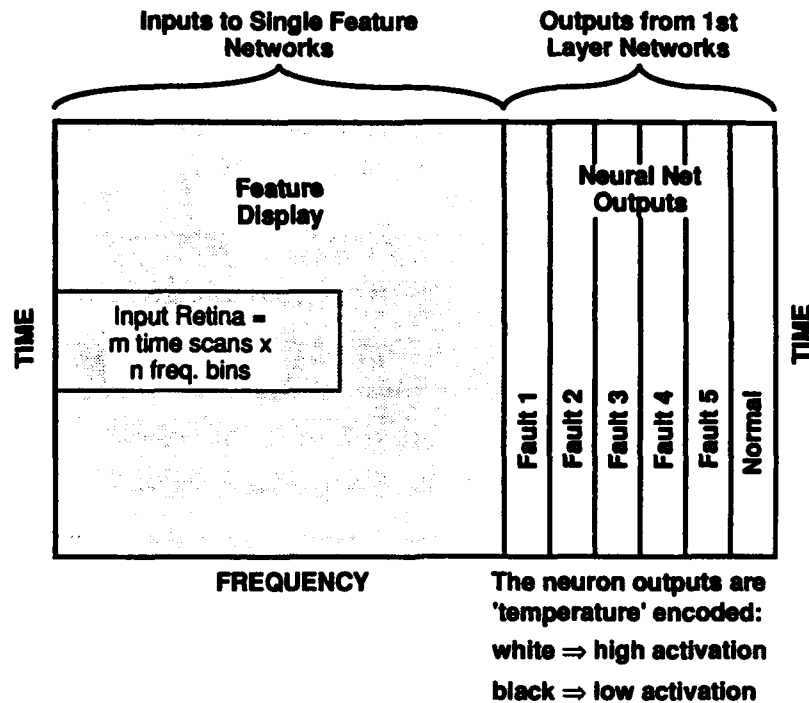 Inputs to Single Feature
Networks
Outputs from 1st
Layer Networks
Feature
Display
Neural Net
Outputs
TIME
Input Retina =
m time scans x
n freq. bins
Fault 1
Fault 2
Fault 3
Fault 4
Fault 5
Normal
TIME
FREQUENCY
The neuron outputs are
'temperature' encoded:
white ⇒ high activation
black ⇒ low activation